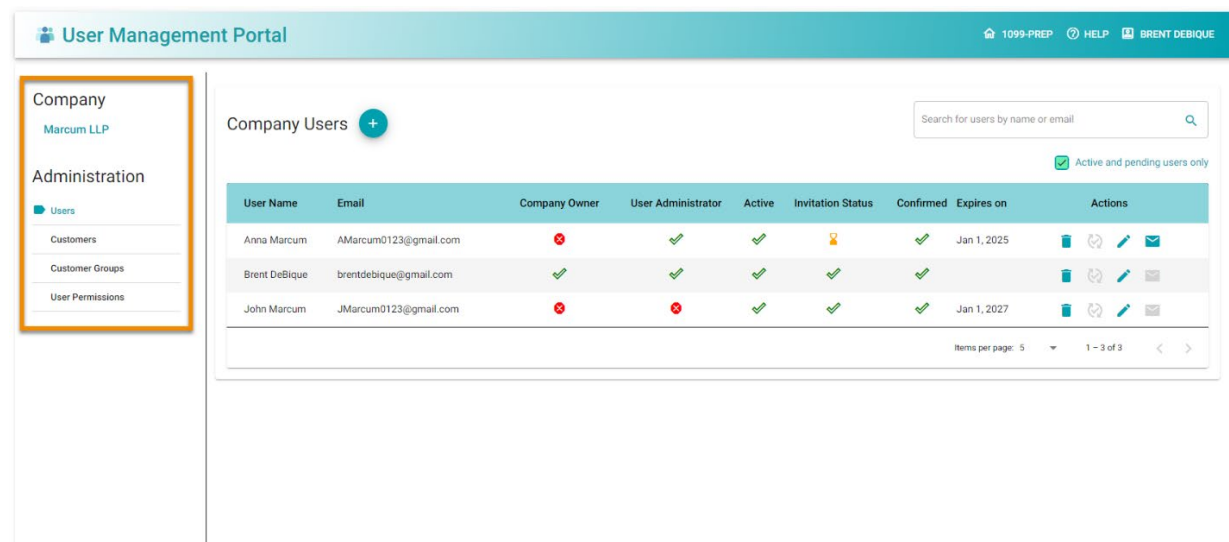 User Management Portal
1099-PREP HELP BRENT DEBIQUE
Company
Marcum LLP
Administration
Users
Customers
Customer Groups
User Permissions
Company Users +
Search for users by name or email
Active and pending users only
User Name Email Company Owner User Administrator Active Invitation Status Confirmed Expires on Actions
Anna Marcum AMarcum0123@gmail.com Jan 1, 2025
Brent DeBique brentdebique@gmail.com
John Marcum JMarcum0123@gmail.com Jan 1, 2027
Items per page: 5 1 – 3 of 3